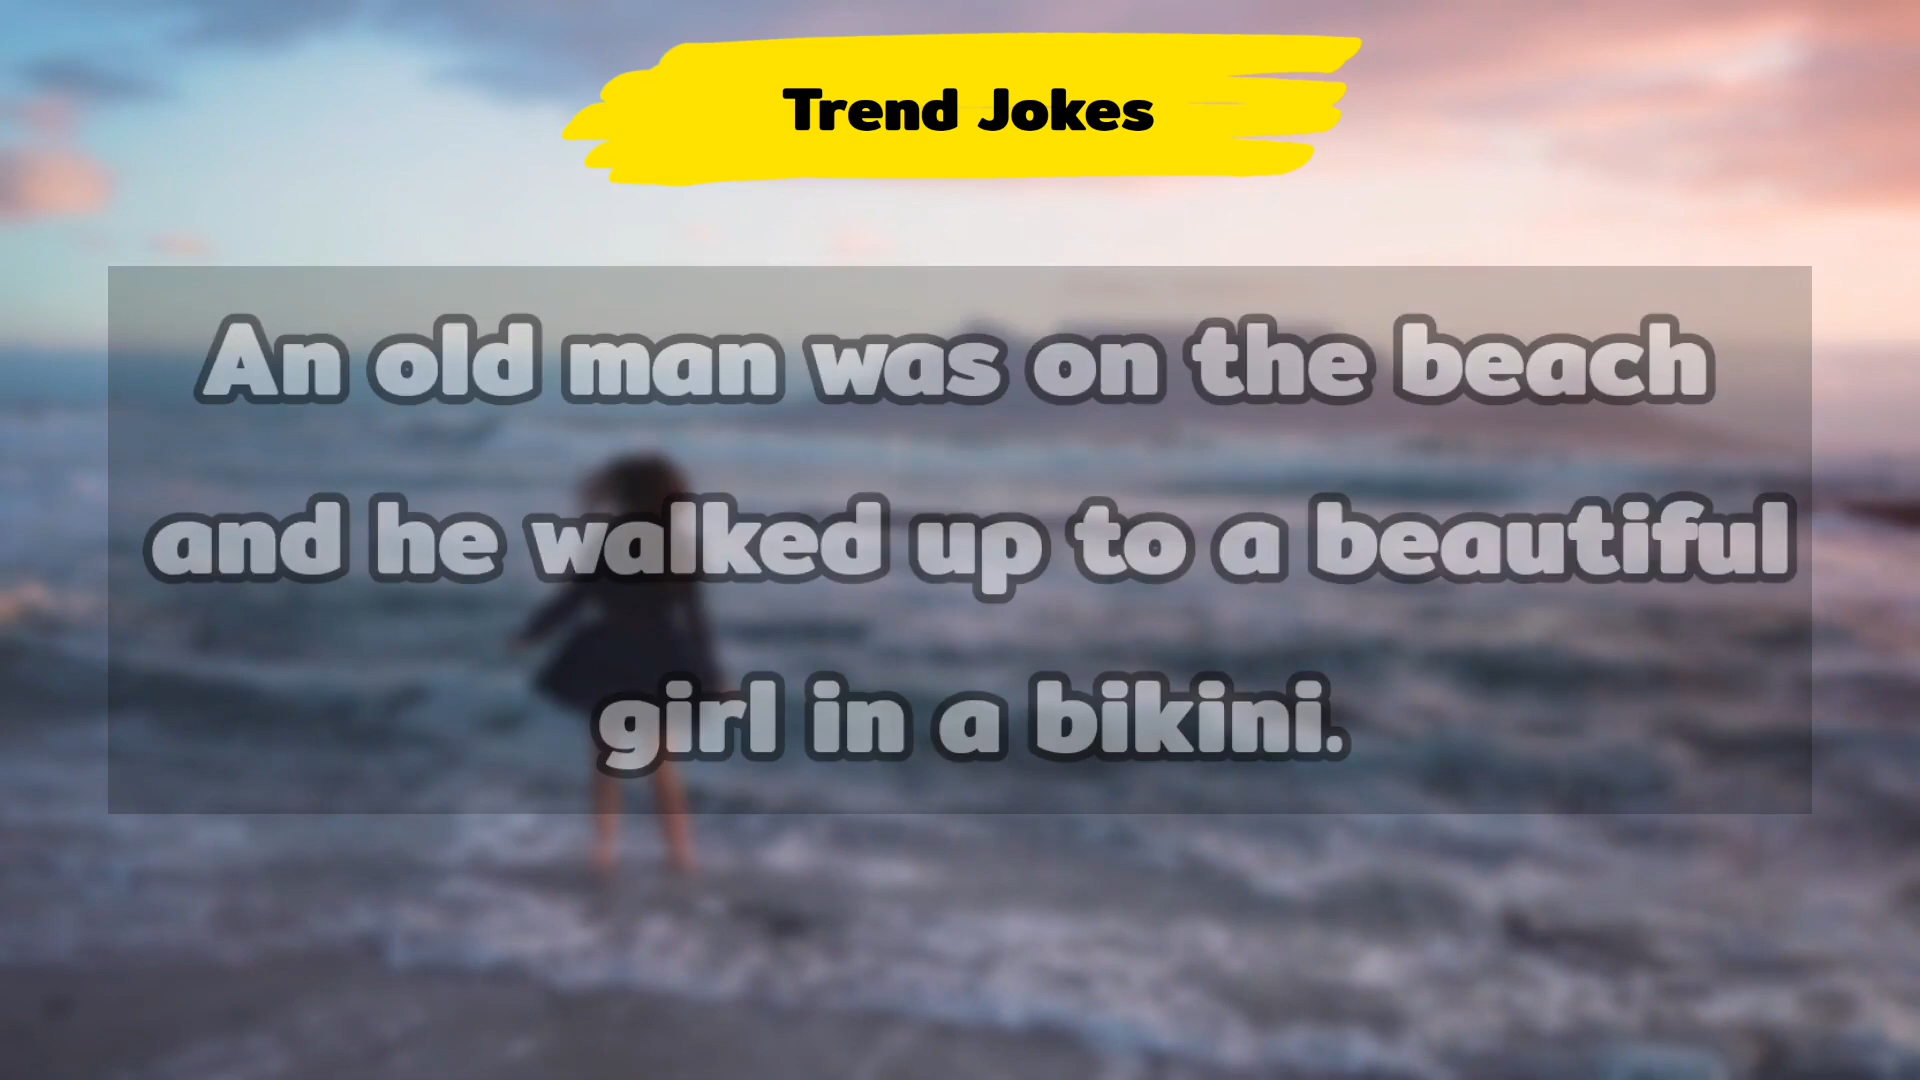 Trend Jokes
An old man was on the beach
and he walked up to a beautiful
girl in a bikini.